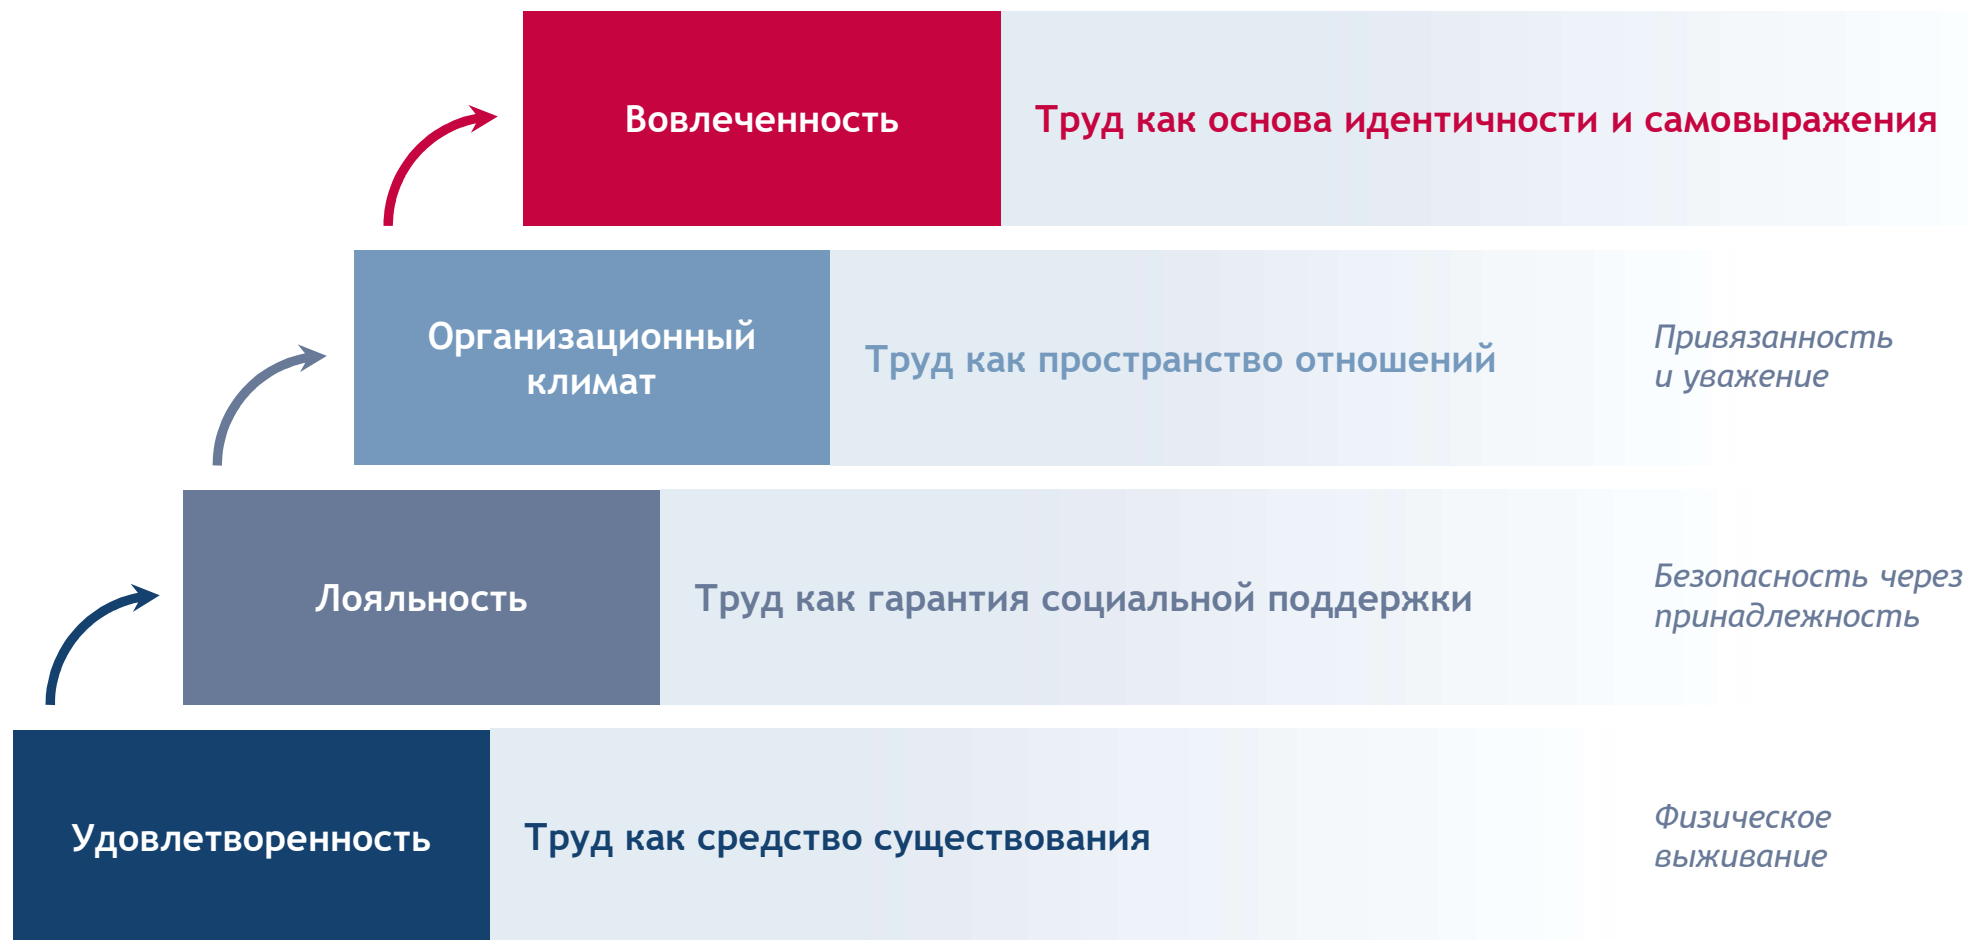 Вовлеченность
Труд как основа идентичности и самовыражения
Организационный
климат
Труд как пространство отношений
Привязанность
и уважение
Лояльность
Труд как гарантия социальной поддержки
Безопасность через
принадлежность
Удовлетворенность
Труд как средство существования
Физическое
выживание